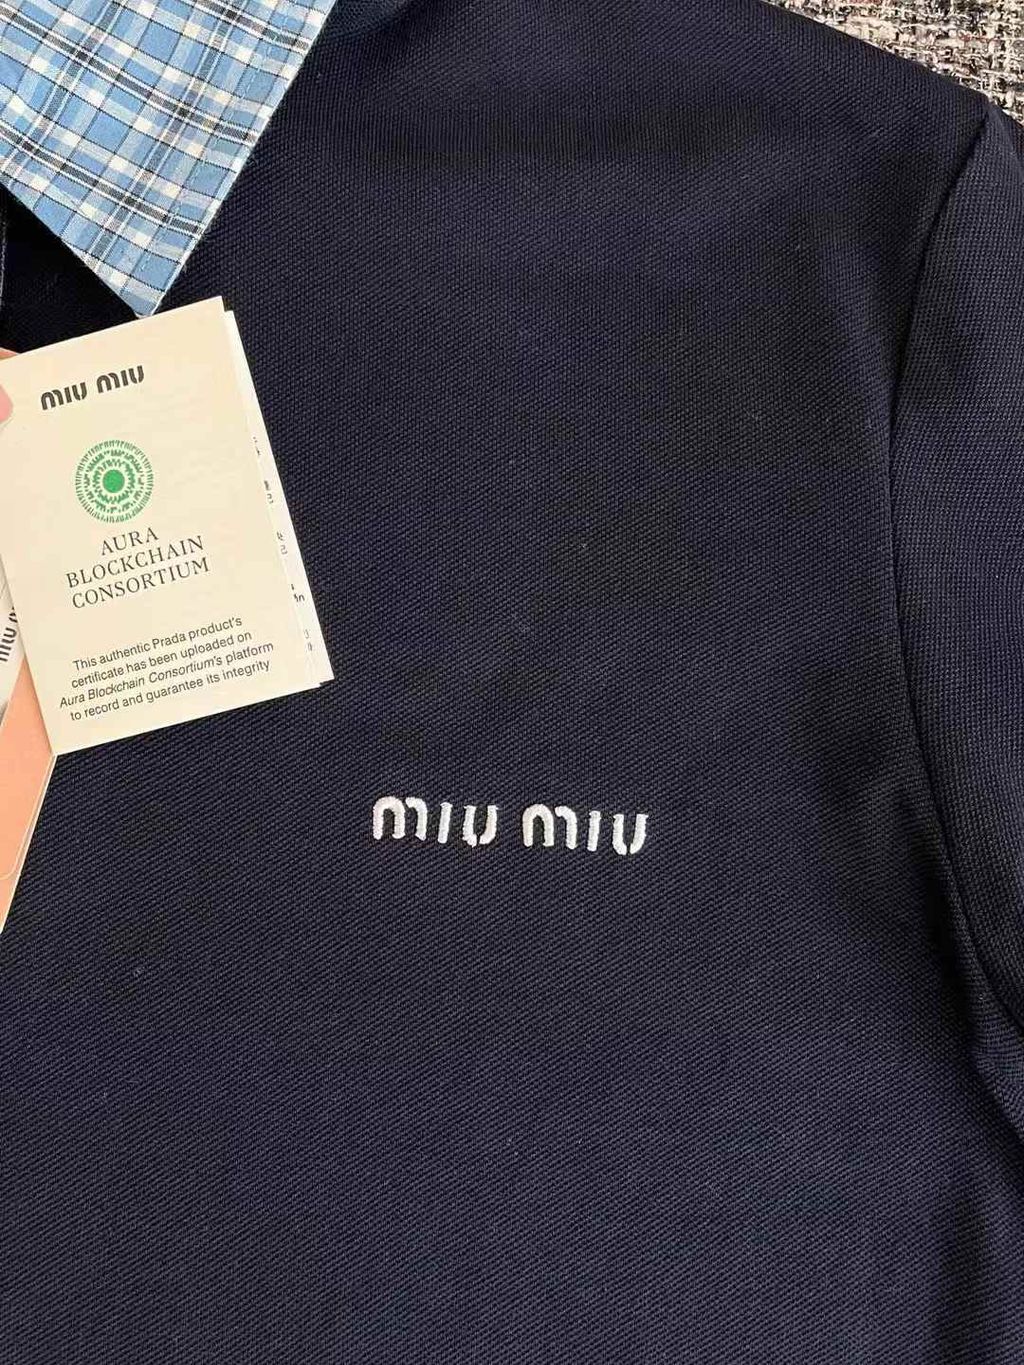 miu miu
AURA
BLOCKCHAIN
CONSORTIUM
This authentic Prada product's
certificate has been uploaded on
Aura Blockchain Consortium's platform
to record and guarantee its integrity
miu miu